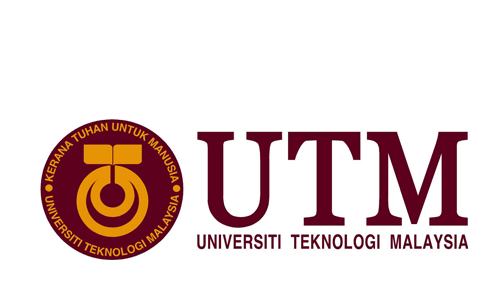 • KERANA TUHAN UNTUK MANUSIA •
UNIVERSITI TEKNOLOGI MALAYSIA
UTM
UNIVERSITI TEKNOLOGI MALAYSIA